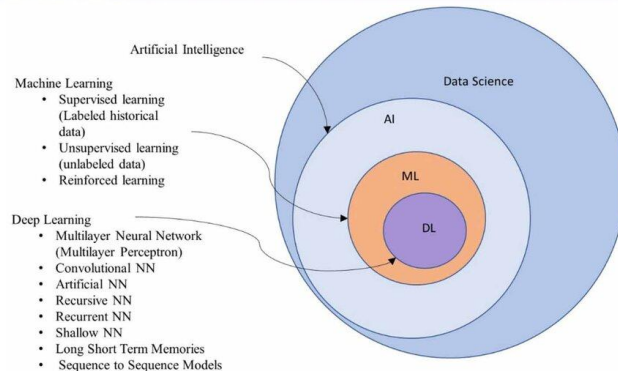 Artificial Intelligence
Machine Learning
• Supervised learning
(Labeled historical
data)
• Unsupervised learning
(unlabeled data)
• Reinforced learning
Deep Learning
• Multilayer Neural Network
(Multilayer Perceptron)
• Convolutional NN
• Artificial NN
• Recursive NN
• Recurrent NN
• Shallow NN
• Long Short Term Memories
• Sequence to Sequence Models
Data Science
AI
ML
DL